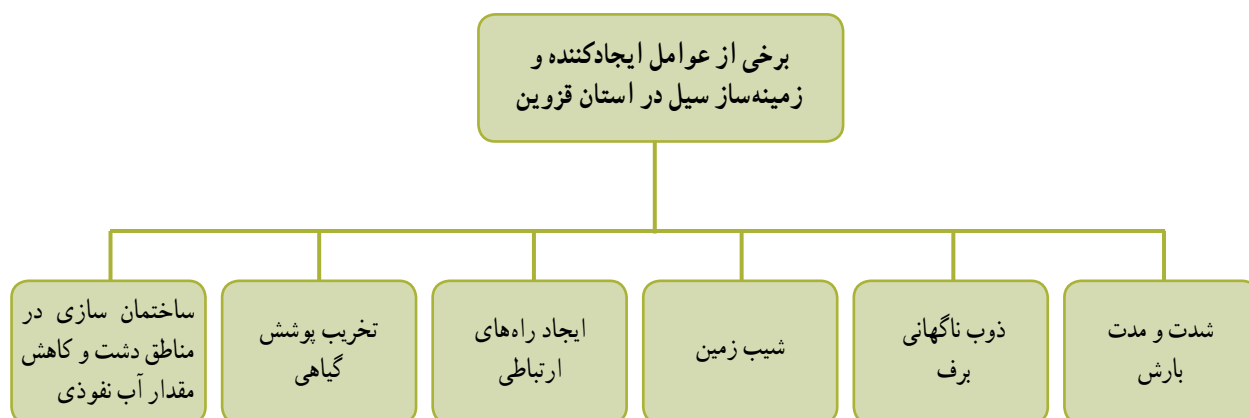 برخی از عوامل ایجادکننده و
زمینه‌ساز سیل در استان قزوین
شدت و مدت
بارش
ذوب ناگهانی
برف
شیب زمین
ایجاد راه‌های
ارتباطی
تخریب پوشش
گیاهی
ساختمان سازی در
مناطق دشت و کاهش
مقدار آب نفوذی